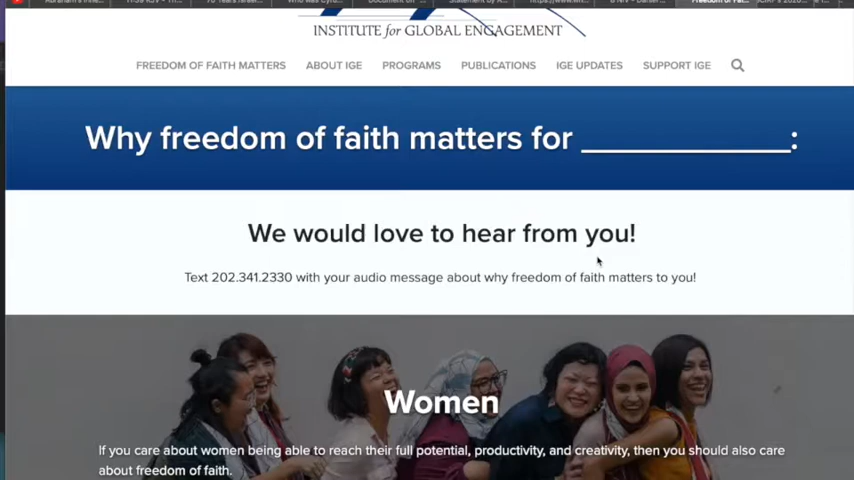 INSTITUTE for GLOBAL ENGAGEMENT
FREEDOM OF FAITH MATTERS ABOUT IGE PROGRAMS PUBLICATIONS IGE UPDATES SUPPORT IGE
Why freedom of faith matters for ______________:
We would love to hear from you!
Text 202.341.2330 with your audio message about why freedom of faith matters to you!
Women
If you care about women being able to reach their full potential, productivity, and creativity, then you should also care
about freedom of faith.